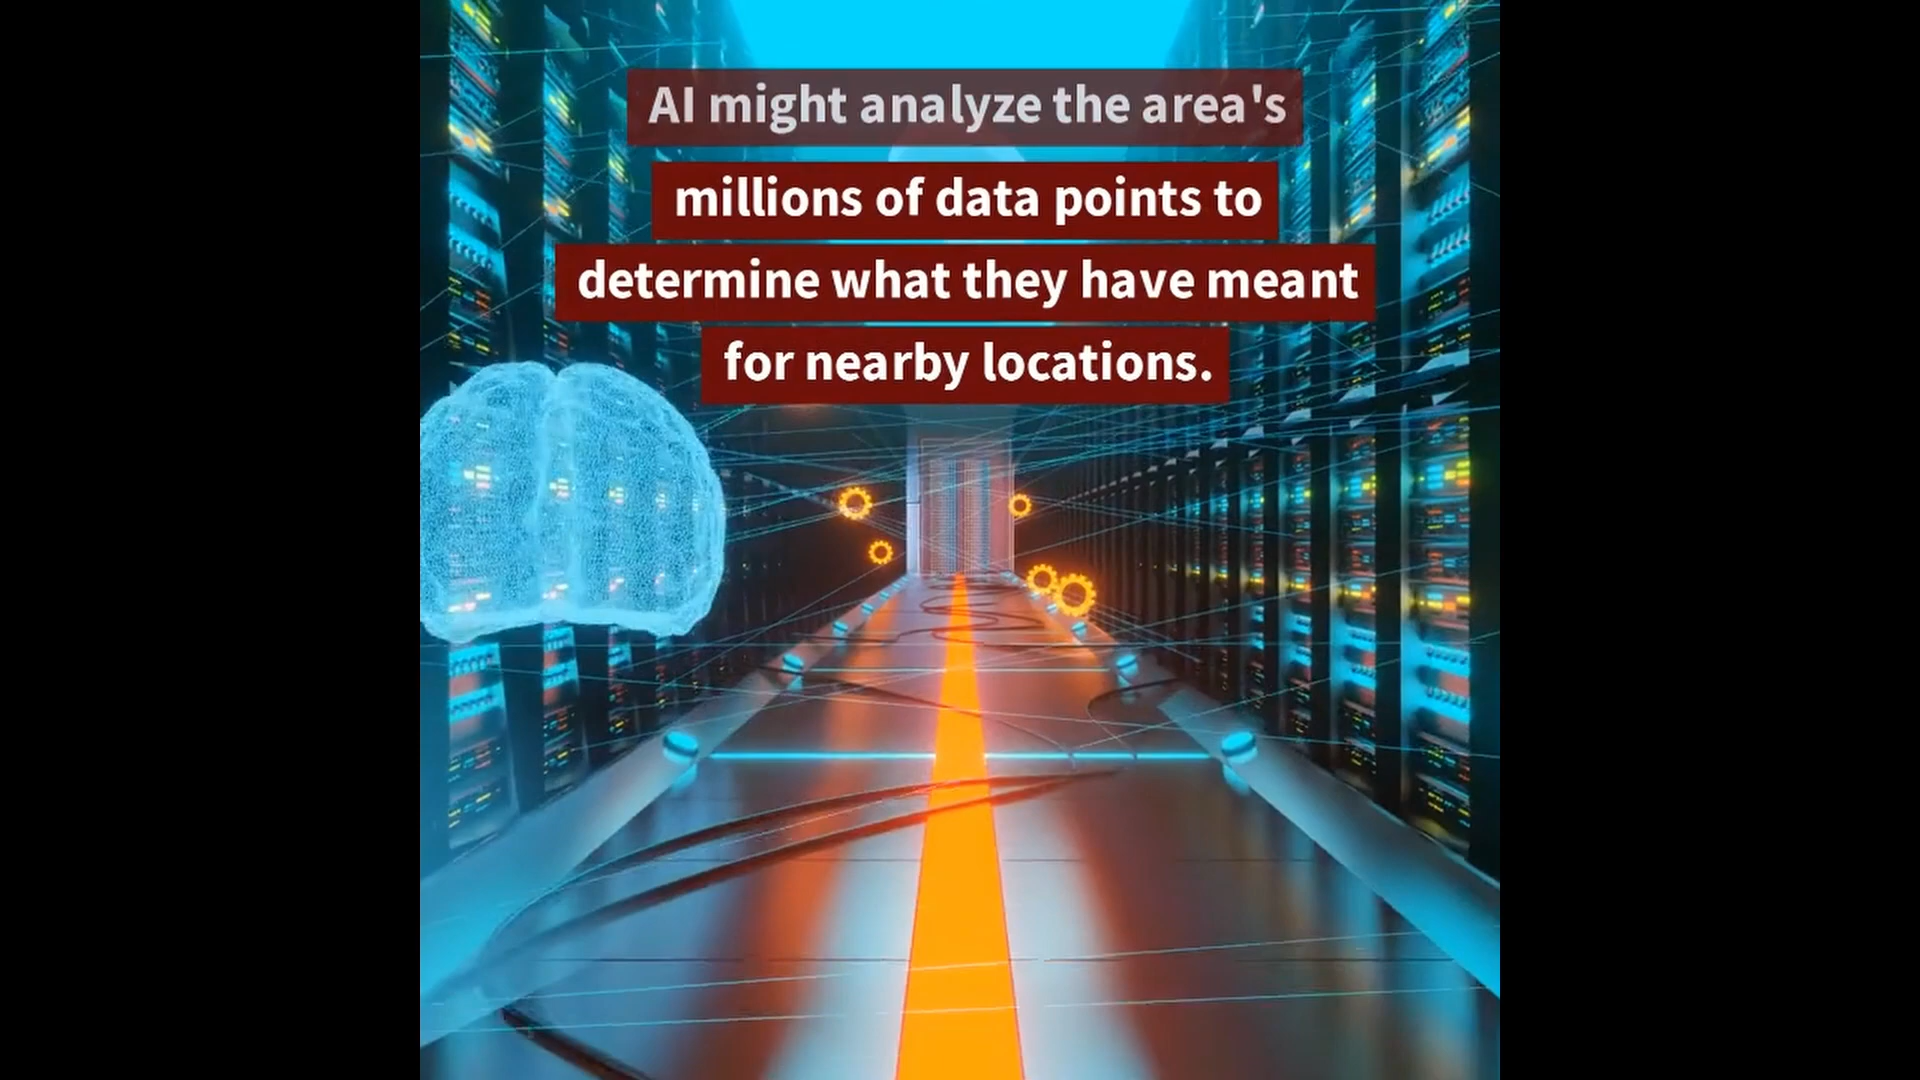 AI might analyze the area's
millions of data points to
determine what they have meant
for nearby locations.